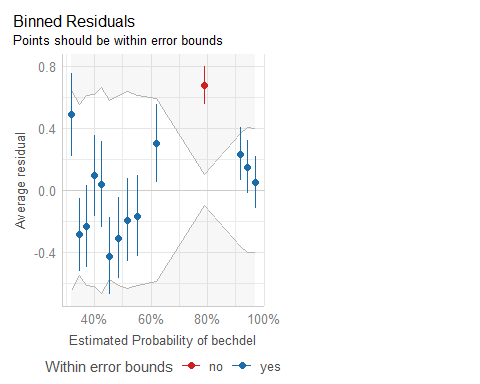 Binned Residuals
Points should be within error bounds
0.8
0.4
0.0
-0.4
Average residual
40% 60% 80% 100%
Estimated Probability of bechdel
Within error bounds no yes